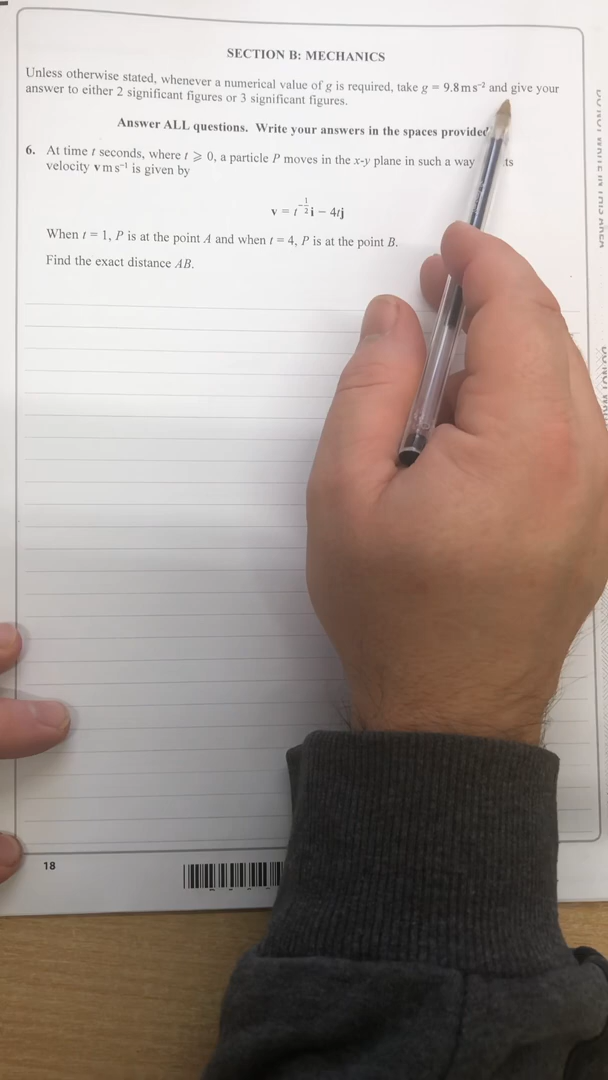 SECTION B: MECHANICS
Unless otherwise stated, whenever a numerical value of g is required, take g = 9.8 m s⁻² and give your
answer to either 2 significant figures or 3 significant figures.
Answer ALL questions. Write your answers in the spaces provided
6. At time t seconds, where t ⩾ 0, a particle P moves in the x-y plane in such a way ts
velocity v m s⁻¹ is given by
v = t^(-1/2) i − 4tj
When t = 1, P is at the point A and when t = 4, P is at the point B.
Find the exact distance AB.
18